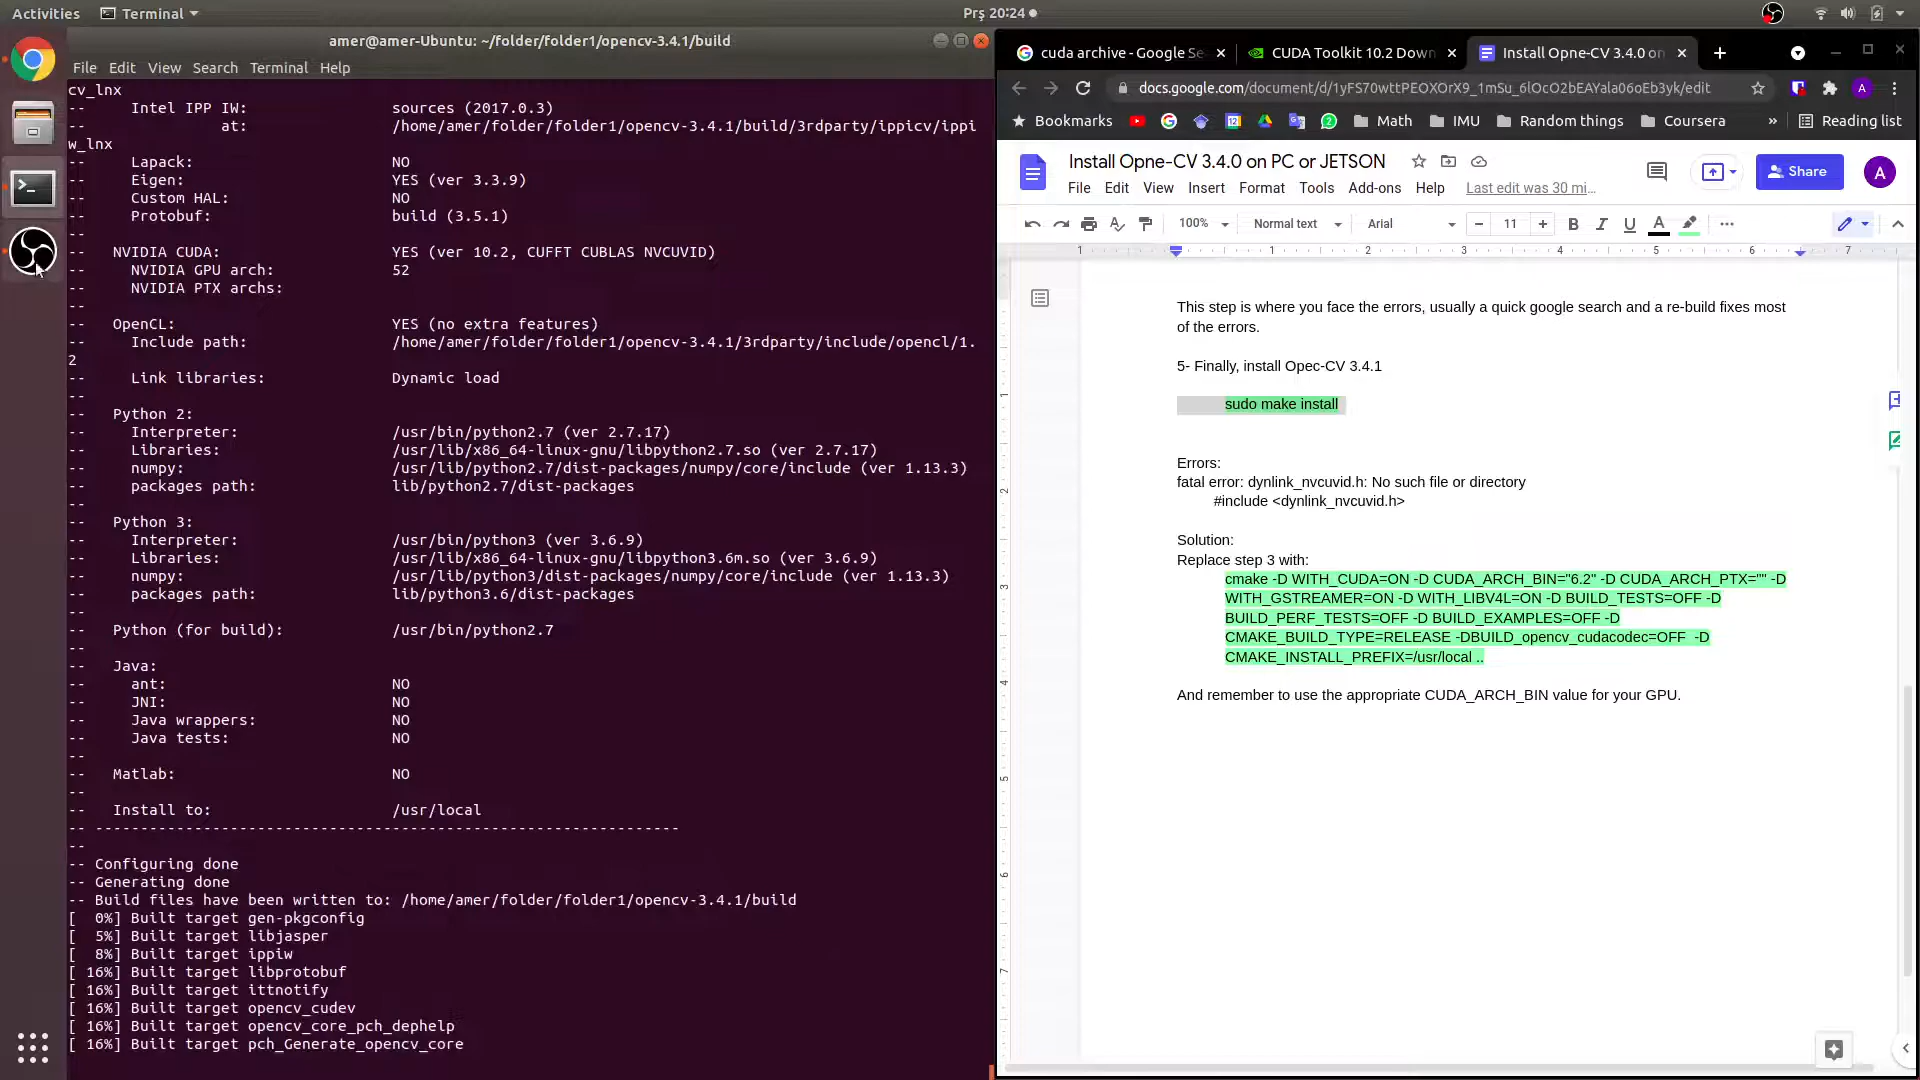 Activities
Terminal
Prş 20:24
amer@amer-Ubuntu: ~/folder/folder1/opencv-3.4.1/build
File Edit View Search Terminal Help
cv_lnx
-- Intel IPP IW: sources (2017.0.3)
-- at: /home/amer/folder/folder1/opencv-3.4.1/build/3rdparty/ippicv/ippi
w_lnx
-- Lapack: NO
-- Eigen: YES (ver 3.3.9)
-- Custom HAL: NO
-- Protobuf: build (3.5.1)
--
-- NVIDIA CUDA: YES (ver 10.2, CUFFT CUBLAS NVCUVID)
-- NVIDIA GPU arch: 52
-- NVIDIA PTX archs:
--
-- OpenCL: YES (no extra features)
-- Include path: /home/amer/folder/folder1/opencv-3.4.1/3rdparty/include/opencl/1.
2
-- Link libraries: Dynamic load
--
-- Python 2:
-- Interpreter: /usr/bin/python2.7 (ver 2.7.17)
-- Libraries: /usr/lib/x86_64-linux-gnu/libpython2.7.so (ver 2.7.17)
-- numpy: /usr/lib/python2.7/dist-packages/numpy/core/include (ver 1.13.3)
-- packages path: lib/python2.7/dist-packages
--
-- Python 3:
-- Interpreter: /usr/bin/python3 (ver 3.6.9)
-- Libraries: /usr/lib/x86_64-linux-gnu/libpython3.6m.so (ver 3.6.9)
-- numpy: /usr/lib/python3/dist-packages/numpy/core/include (ver 1.13.3)
-- packages path: lib/python3.6/dist-packages
--
-- Python (for build): /usr/bin/python2.7
--
-- Java:
-- ant: NO
-- JNI: NO
-- Java wrappers: NO
-- Java tests: NO
--
-- Matlab: NO
--
-- Install to: /usr/local
-- -----------------------------------------------------------------
--
-- Configuring done
-- Generating done
-- Build files have been written to: /home/amer/folder/folder1/opencv-3.4.1/build
[ 0%] Built target gen-pkgconfig
[ 5%] Built target libjasper
[ 8%] Built target ippiw
[ 16%] Built target libprotobuf
[ 16%] Built target ittnotify
[ 16%] Built target opencv_cudev
[ 16%] Built target opencv_core_pch_dephelp
[ 16%] Built target pch_Generate_opencv_core
cuda archive - Google Se
CUDA Toolkit 10.2 Down
Install Opne-CV 3.4.0 on
docs.google.com/document/d/1yFS70wttPEOXOrX9_1mSu_6lOcO2bEAYala06oEb3yk/edit
Bookmarks Math IMU Random things Coursera » Reading list
Install Opne-CV 3.4.0 on PC or JETSON
Share
A
File Edit View Insert Format Tools Add-ons Help Last edit was 30 mi...
100% Normal text Arial 11 B I U A
1 1 2 3 4 5 6 7
This step is where you face the errors, usually a quick google search and a re-build fixes most
of the errors.
5- Finally, install Opec-CV 3.4.1
sudo make install
Errors:
fatal error: dynlink_nvcuvid.h: No such file or directory
#include <dynlink_nvcuvid.h>
Solution:
Replace step 3 with:
cmake -D WITH_CUDA=ON -D CUDA_ARCH_BIN="6.2" -D CUDA_ARCH_PTX="" -D
WITH_GSTREAMER=ON -D WITH_LIBV4L=ON -D BUILD_TESTS=OFF -D
BUILD_PERF_TESTS=OFF -D BUILD_EXAMPLES=OFF -D
CMAKE_BUILD_TYPE=RELEASE -DBUILD_opencv_cudacodec=OFF -D
CMAKE_INSTALL_PREFIX=/usr/local ..
And remember to use the appropriate CUDA_ARCH_BIN value for your GPU.
1
2
3
4
5
6
7